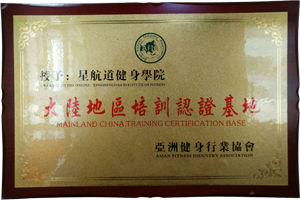 授予：星航道健身學院
大陸地區培訓認證基地
MAINLAND CHINA TRAINING CERTIFICATION BASE
亞洲健身行業協會
ASIAN FITNESS INDUSTRY ASSOCIATION